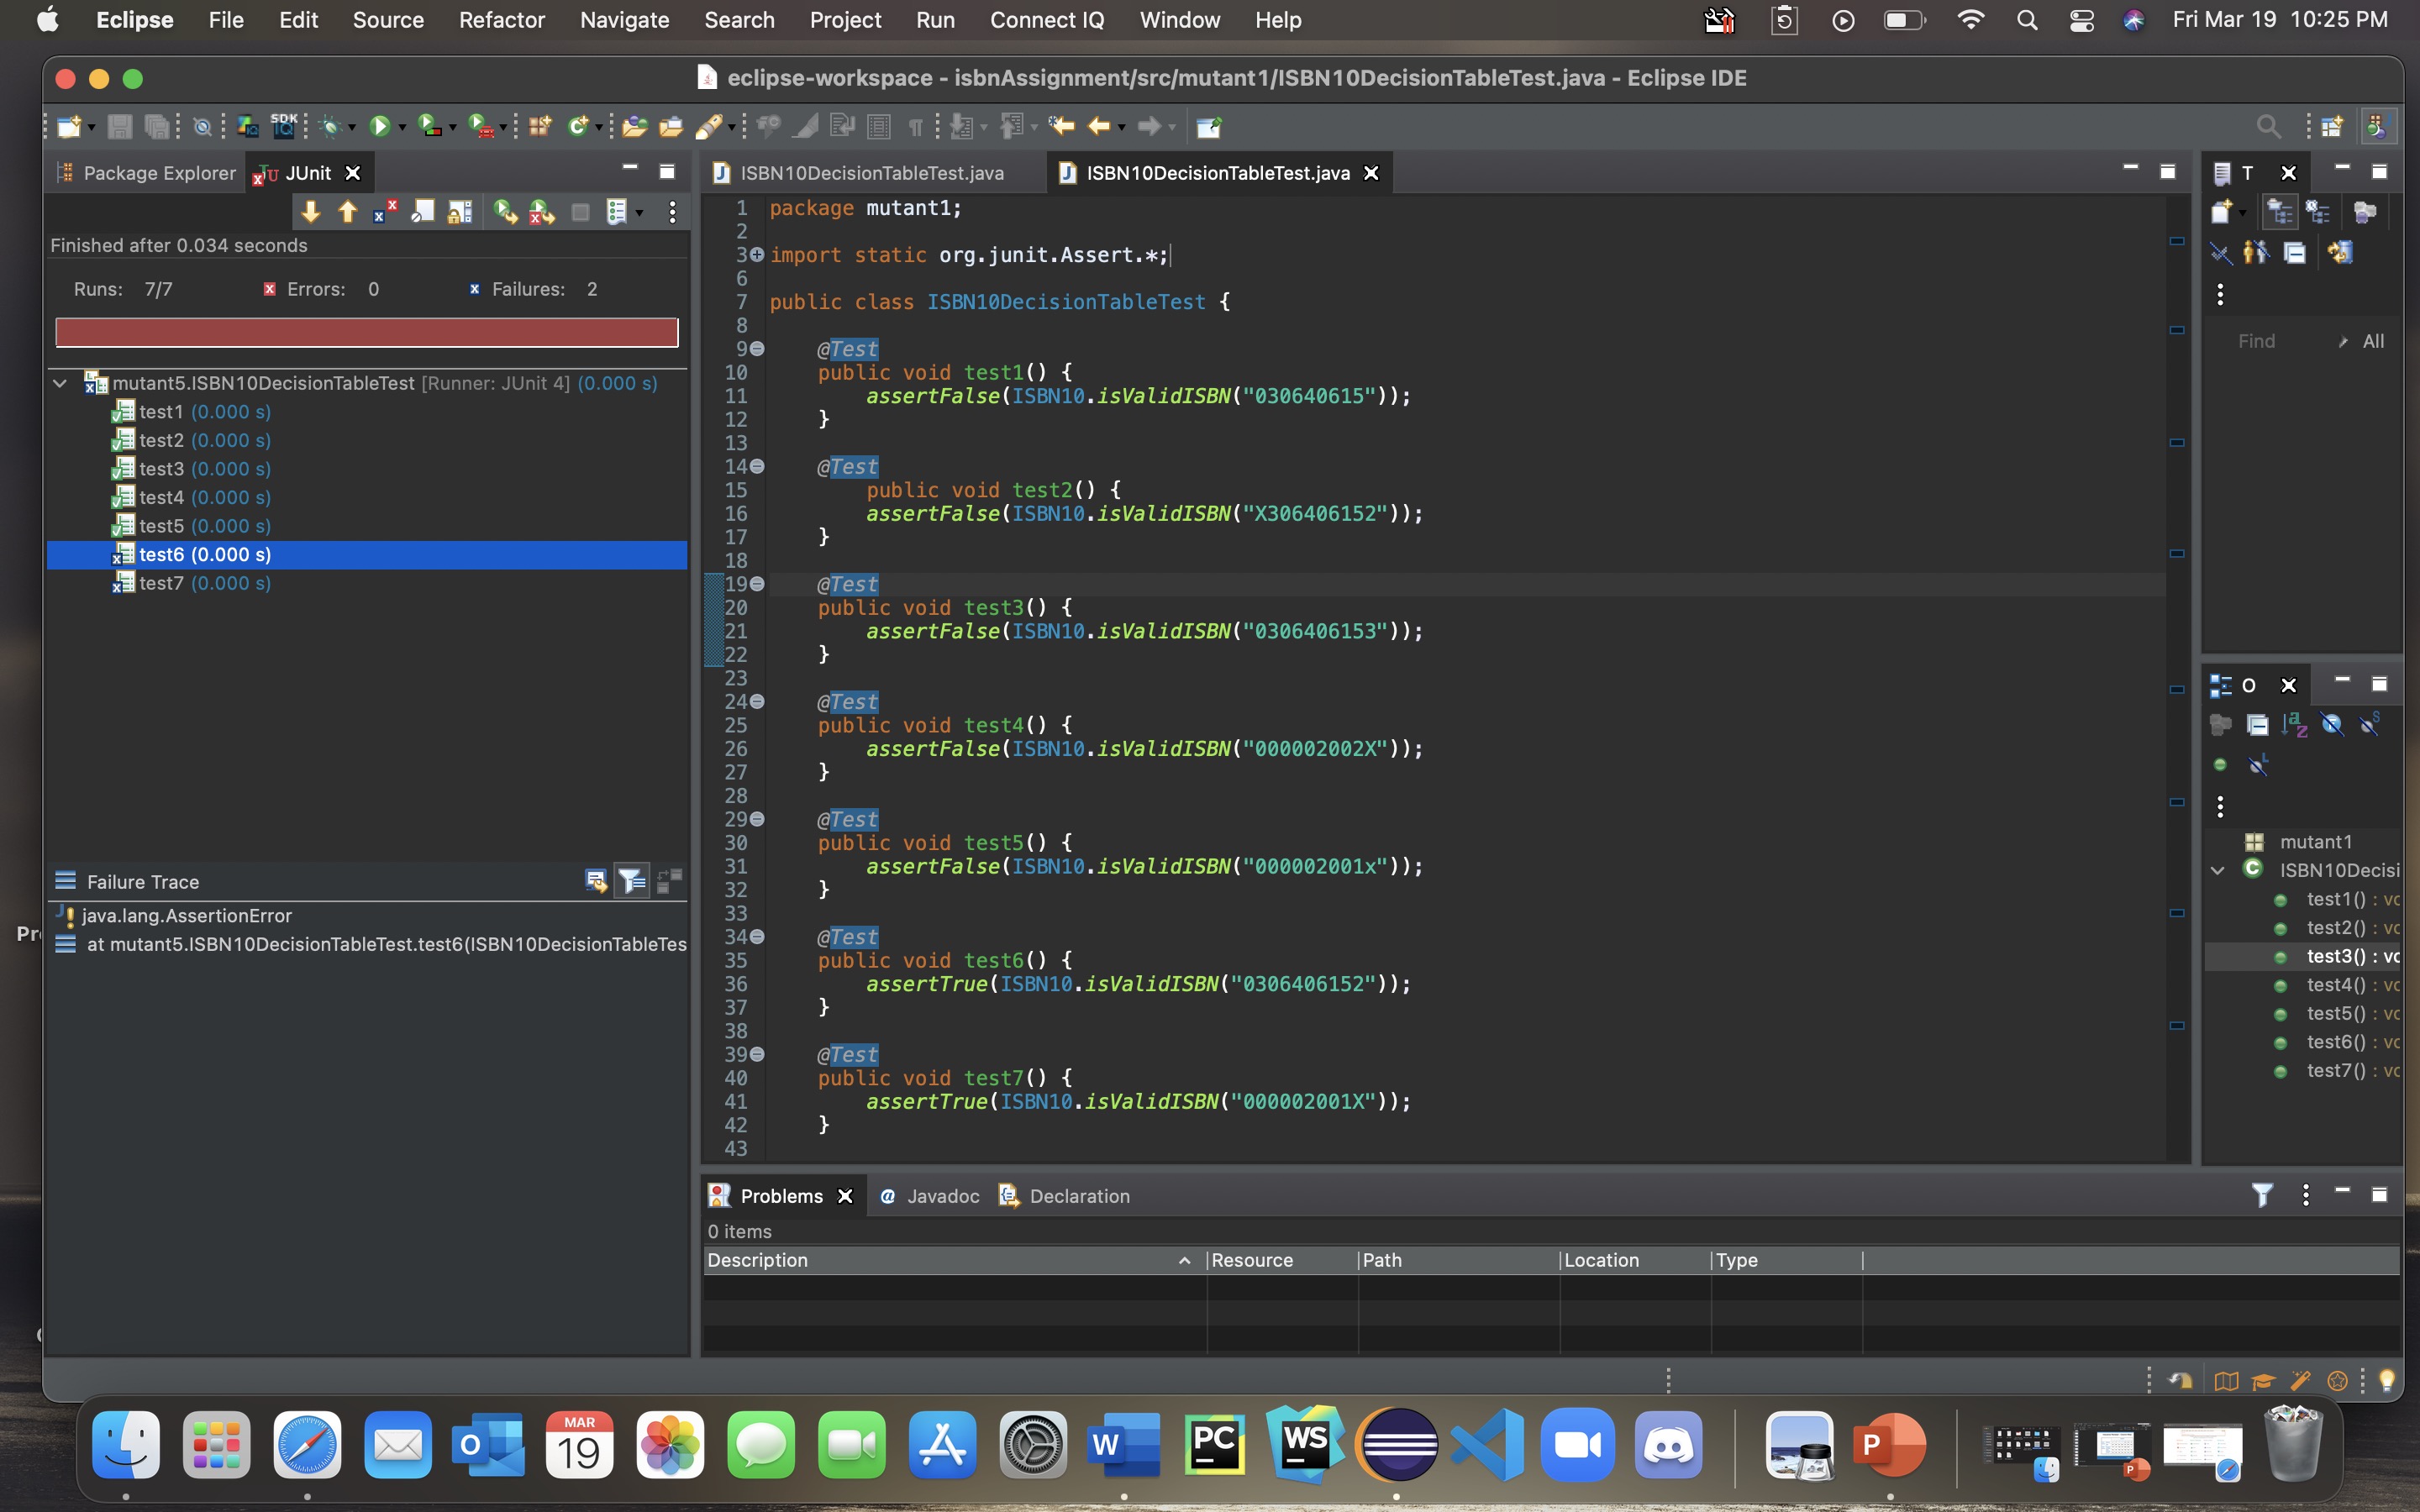 Eclipse File Edit Source Refactor Navigate Search Project Run Connect IQ Window Help Fri Mar 19 10:25 PM
eclipse-workspace - isbnAssignment/src/mutant1/ISBN10DecisionTableTest.java - Eclipse IDE
SDK
IQ
Package Explorer JUnit
Finished after 0.034 seconds
Runs: 7/7 Errors: 0 Failures: 2
mutant5.ISBN10DecisionTableTest [Runner: JUnit 4] (0.000 s)
test1 (0.000 s)
test2 (0.000 s)
test3 (0.000 s)
test4 (0.000 s)
test5 (0.000 s)
test6 (0.000 s)
test7 (0.000 s)
Failure Trace
java.lang.AssertionError
at mutant5.ISBN10DecisionTableTest.test6(ISBN10DecisionTableTes
ISBN10DecisionTableTest.java ISBN10DecisionTableTest.java
1 package mutant1;
2
3 import static org.junit.Assert.*;
6
7 public class ISBN10DecisionTableTest {
8
9 @Test
10 public void test1() {
11 assertFalse(ISBN10.isValidISBN("030640615"));
12 }
13
14 @Test
15 public void test2() {
16 assertFalse(ISBN10.isValidISBN("X306406152"));
17 }
18
19 @Test
20 public void test3() {
21 assertFalse(ISBN10.isValidISBN("0306406153"));
22 }
23
24 @Test
25 public void test4() {
26 assertFalse(ISBN10.isValidISBN("000002002X"));
27 }
28
29 @Test
30 public void test5() {
31 assertFalse(ISBN10.isValidISBN("000002001x"));
32 }
33
34 @Test
35 public void test6() {
36 assertTrue(ISBN10.isValidISBN("0306406152"));
37 }
38
39 @Test
40 public void test7() {
41 assertTrue(ISBN10.isValidISBN("000002001X"));
42 }
43
T
Find All
O
mutant1
ISBN10Decisi
test1() : vo
test2() : vo
test3() : vo
test4() : vo
test5() : vo
test6() : vo
test7() : vo
Problems Javadoc Declaration
0 items
Description Resource Path Location Type
Pr
MAR
19
O
W
PC
WS
P